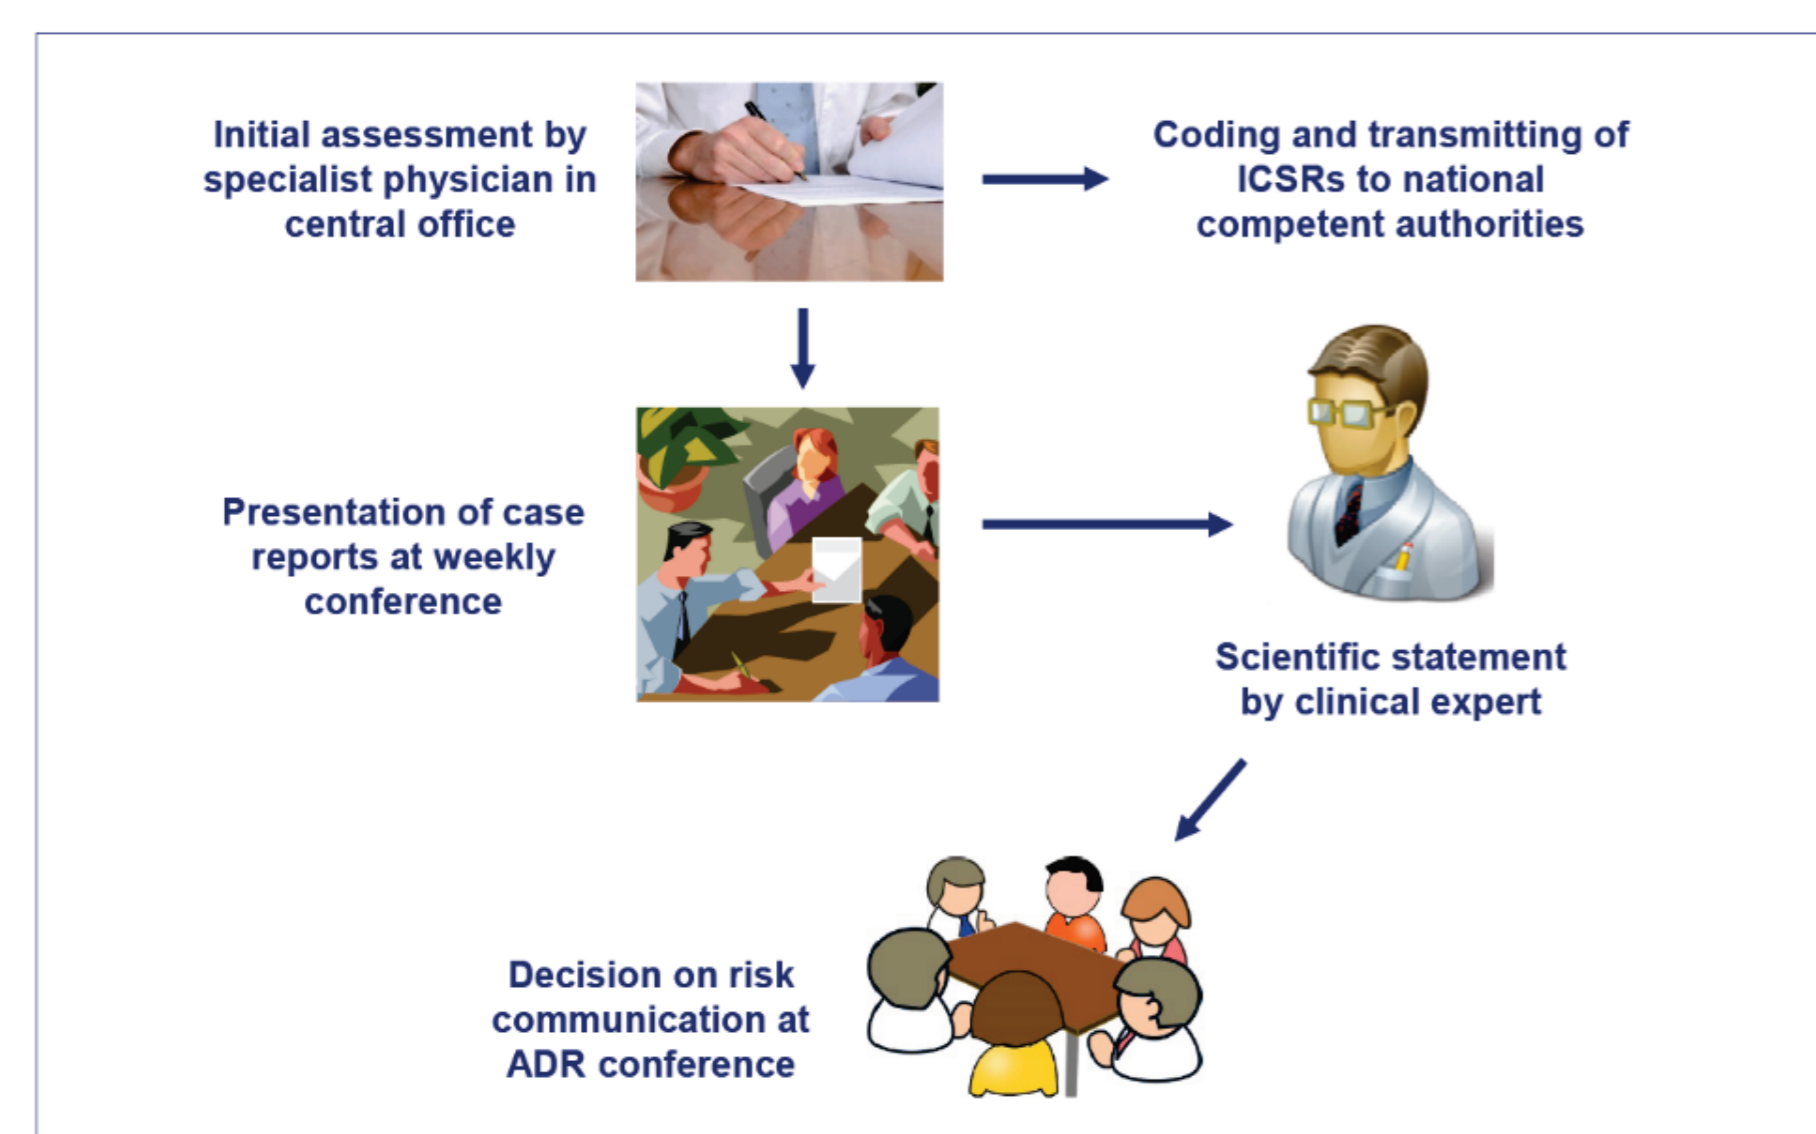 Initial assessment by
specialist physician in
central office
Coding and transmitting of
ICSRs to national
competent authorities
Presentation of case
reports at weekly
conference
Scientific statement
by clinical expert
Decision on risk
communication at
ADR conference